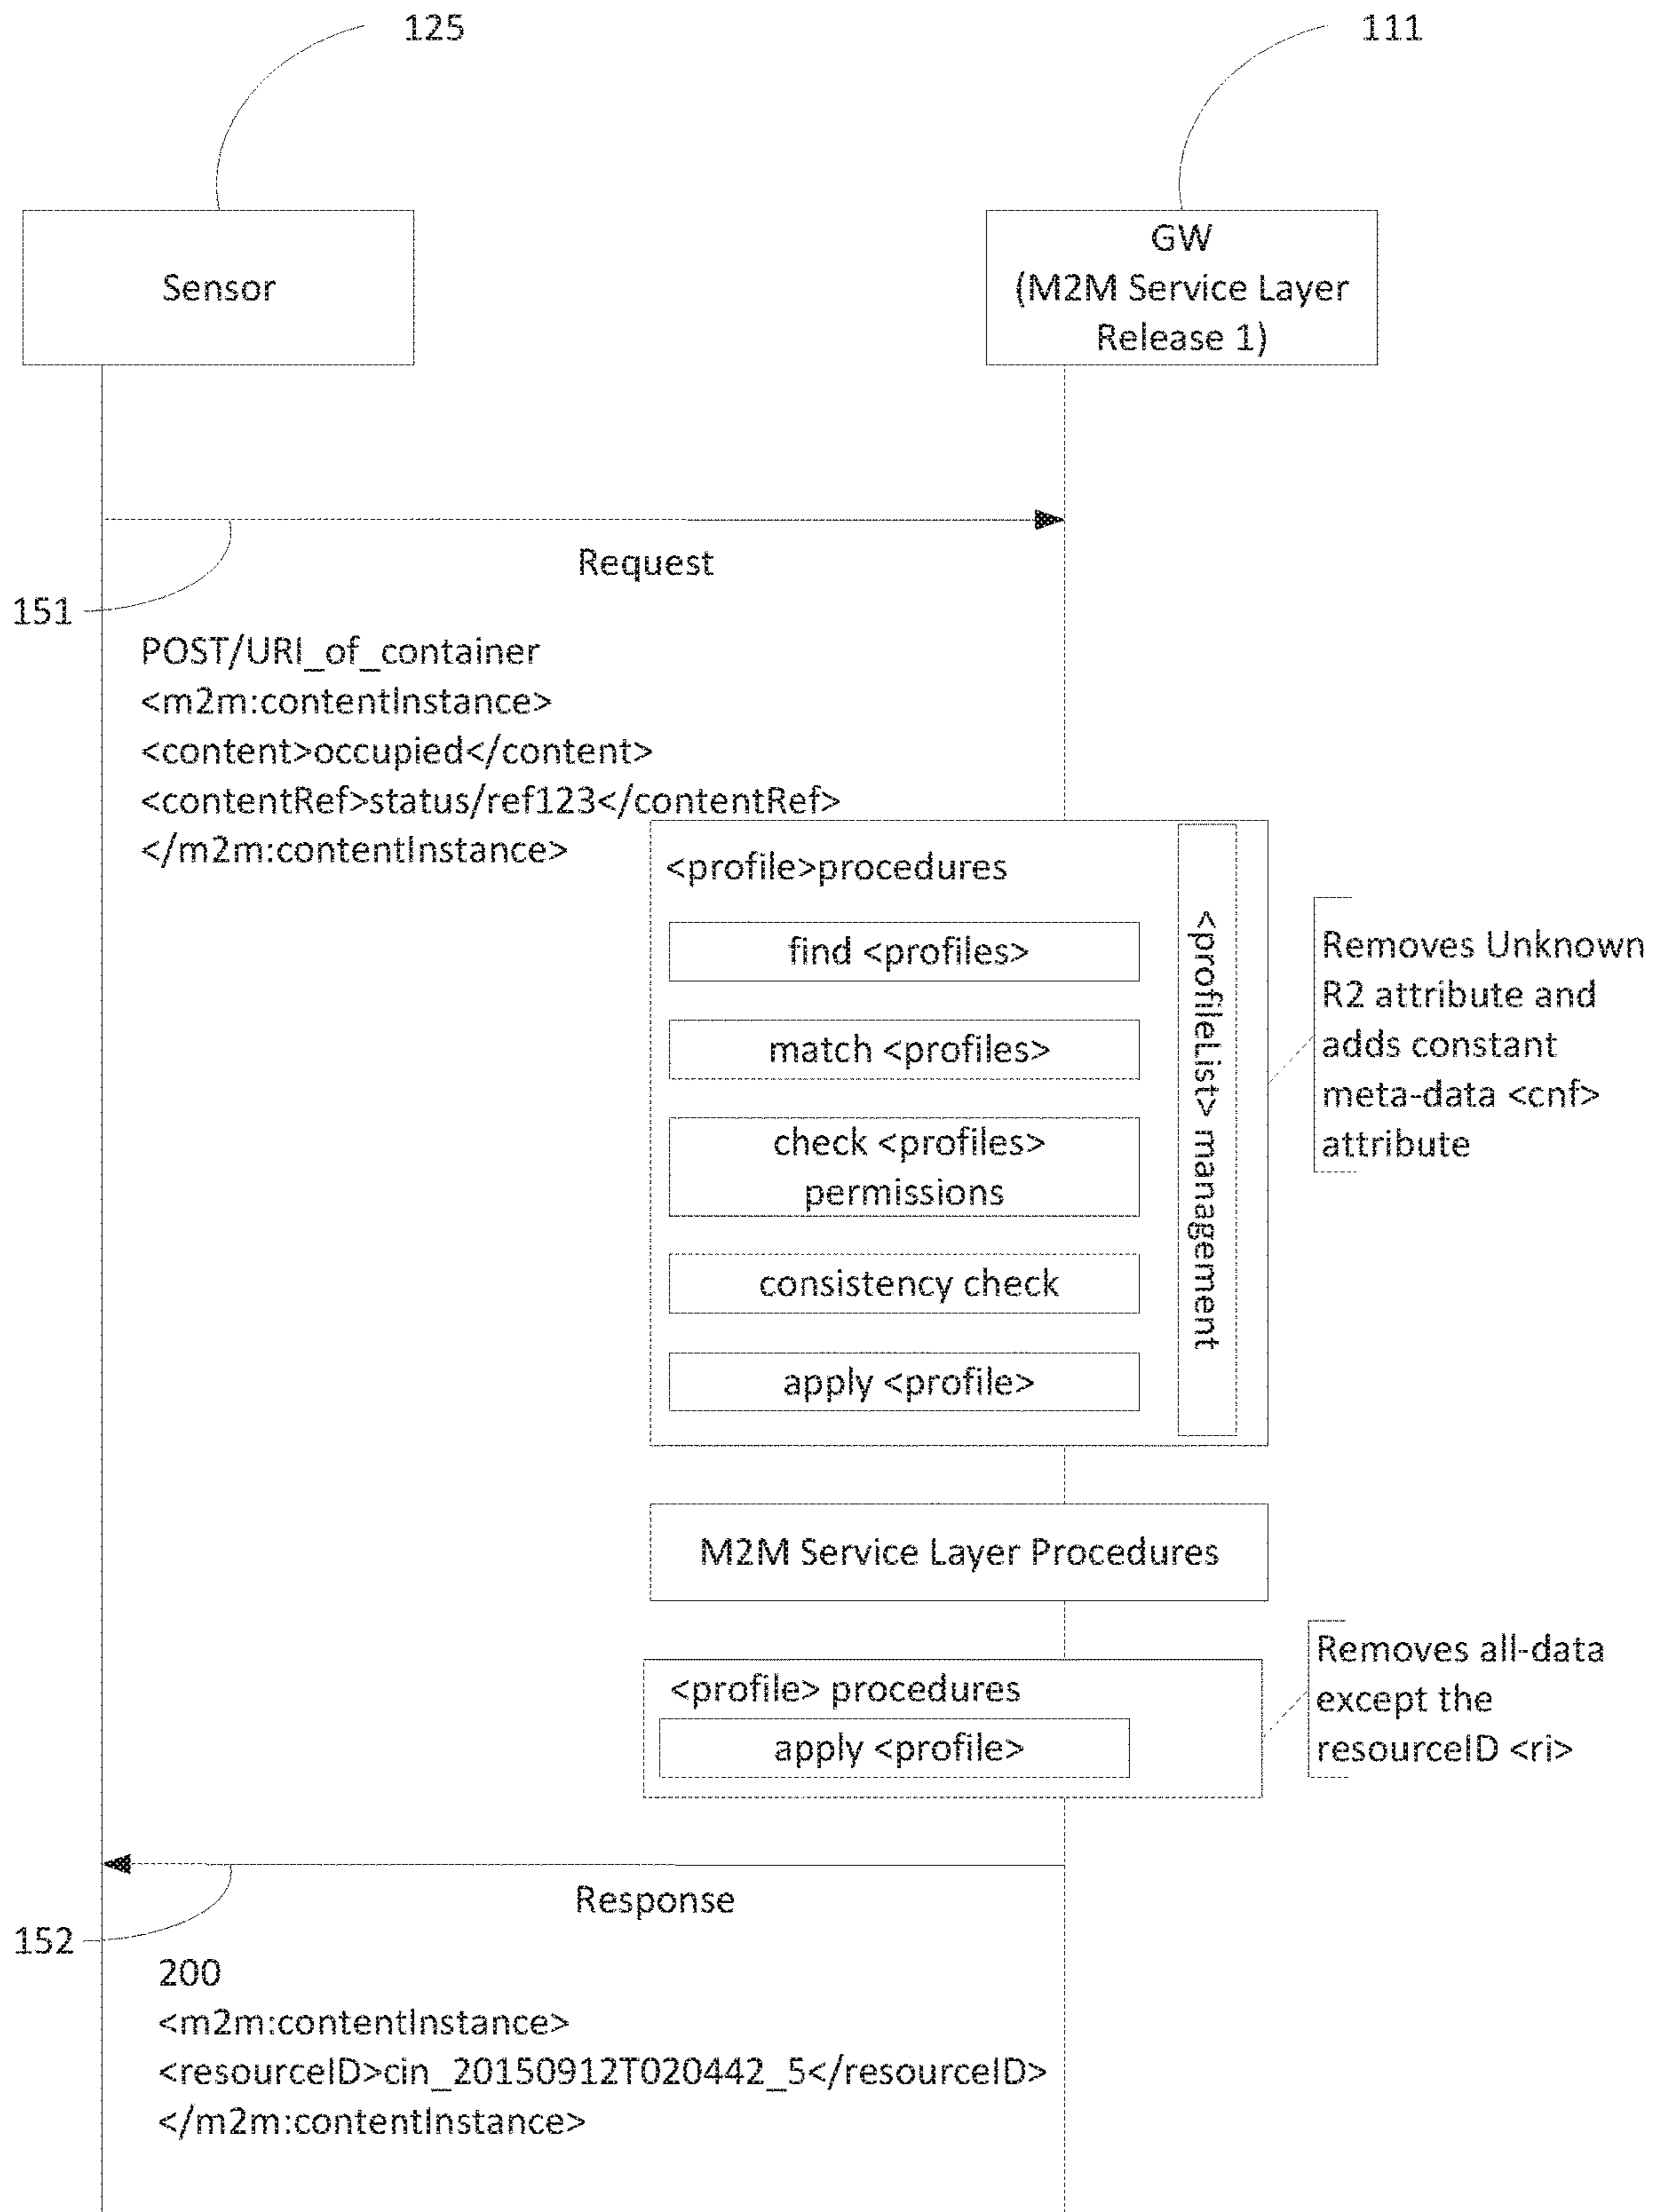 125
111
Sensor
GW
(M2M Service Layer
Release 1)
Request
151
POST/URI_of_container
<m2m:contentInstance>
<content>occupied</content>
<contentRef>status/ref123</contentRef>
</m2m:contentInstance>
<profile>procedures
find <profiles>
match <profiles>
check <profiles>
permissions
consistency check
apply <profile>
<profileList> management
Removes Unknown
R2 attribute and
adds constant
meta-data <cnf>
attribute
M2M Service Layer Procedures
<profile> procedures
apply <profile>
Removes all-data
except the
resourceID <ri>
Response
152
200
<m2m:contentInstance>
<resourceID>cin_20150912T020442_5</resourceID>
</m2m:contentInstance>